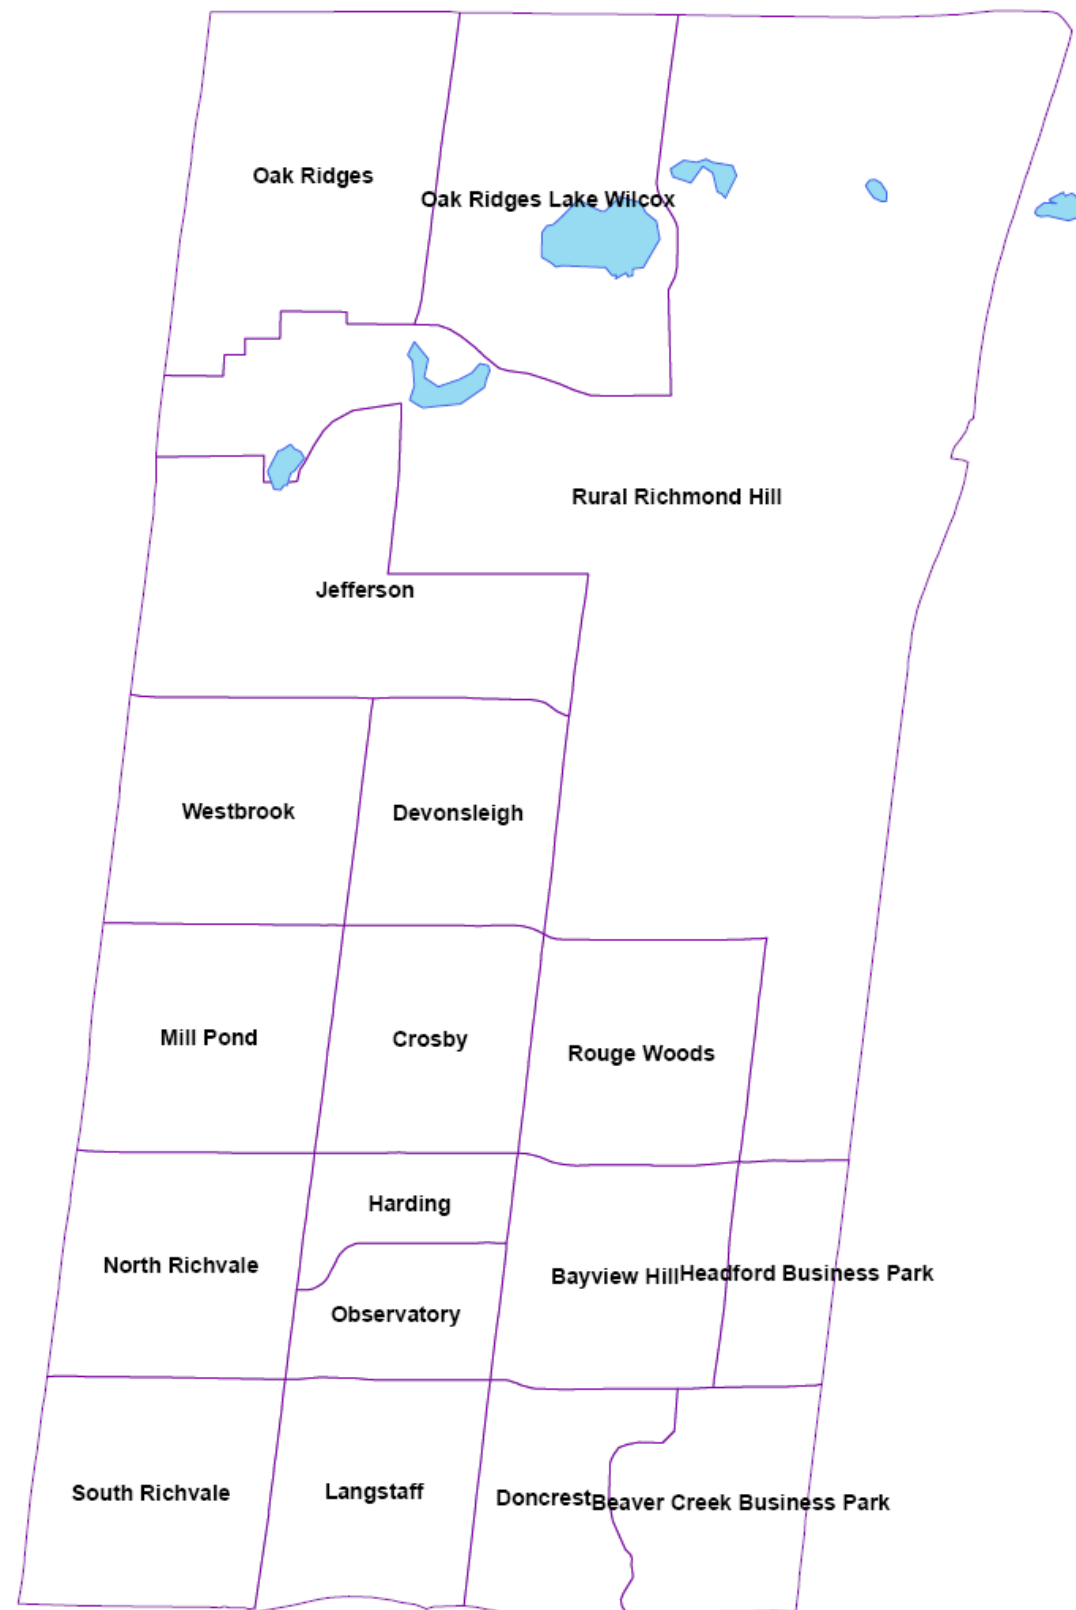 Oak Ridges
Oak Ridges Lake Wilcox
Rural Richmond Hill
Jefferson
Westbrook
Devonsleigh
Mill Pond
Crosby
Rouge Woods
Harding
North Richvale
Bayview Hill
Headford Business Park
Observatory
South Richvale
Langstaff
Doncrest
Beaver Creek Business Park